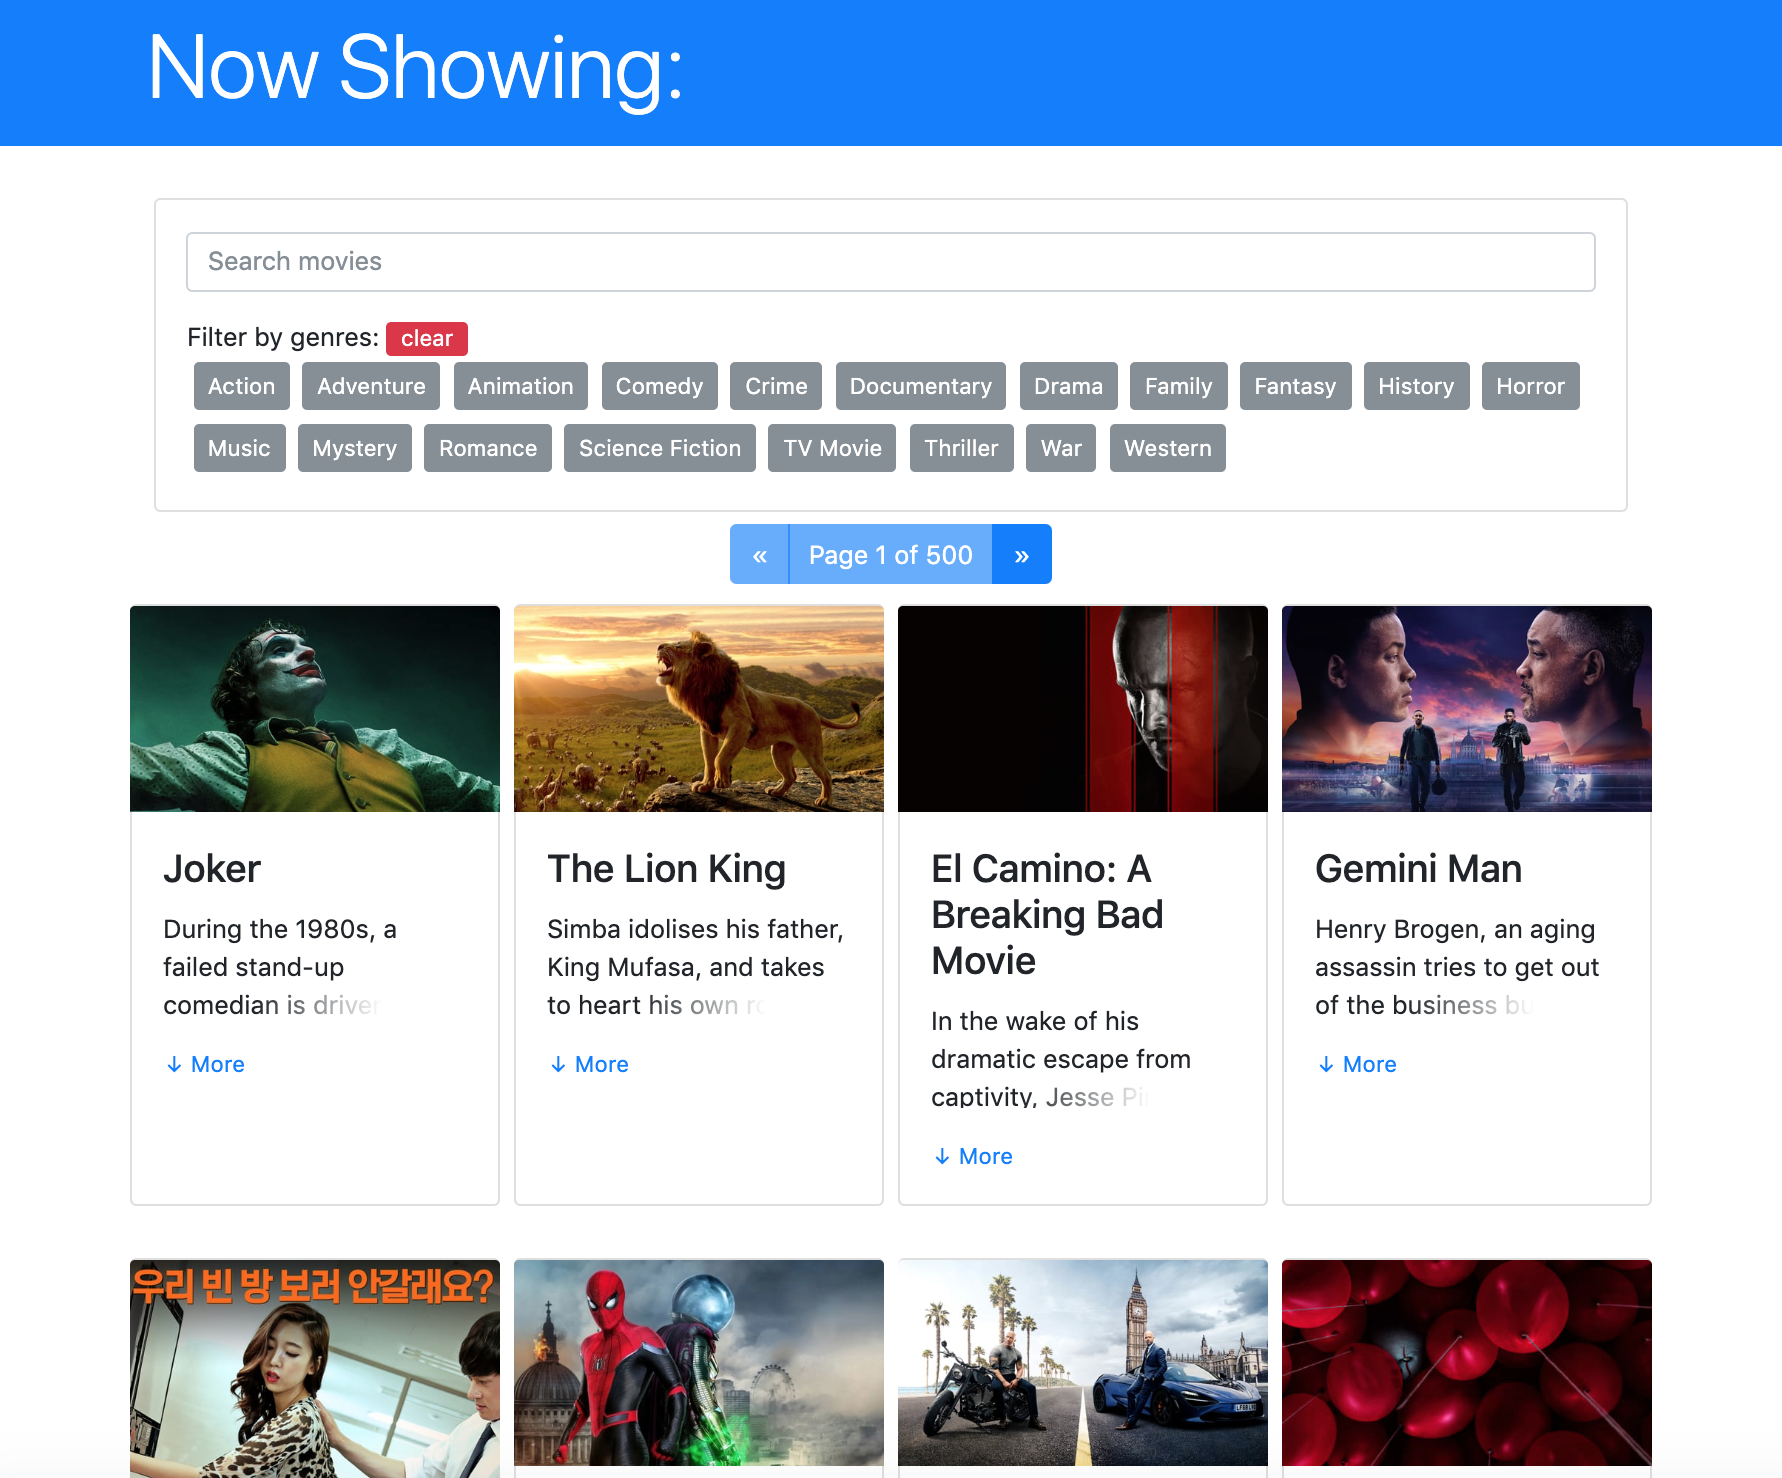 Now Showing:
Search movies
Filter by genres: clear
Action Adventure Animation Comedy Crime Documentary Drama Family Fantasy History Horror
Music Mystery Romance Science Fiction TV Movie Thriller War Western
« Page 1 of 500 »
Joker
During the 1980s, a
failed stand-up
comedian is driven
↓ More
The Lion King
Simba idolises his father,
King Mufasa, and takes
to heart his own
↓ More
El Camino: A
Breaking Bad
Movie
In the wake of his
dramatic escape from
captivity, Jesse
↓ More
Gemini Man
Henry Brogen, an aging
assassin tries to get out
of the business
↓ More
우리 빈 방 보러 안갈래요?